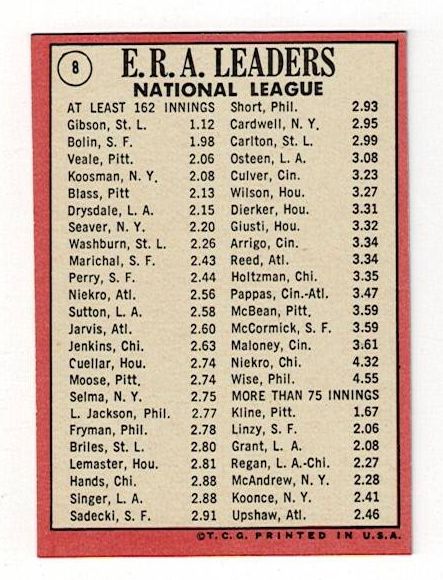 8
E.R.A. LEADERS
NATIONAL LEAGUE
AT LEAST 162 INNINGS
Gibson, St. L. 1.12
Bolin, S. F. 1.98
Veale, Pitt. 2.06
Koosman, N. Y. 2.08
Blass, Pitt 2.13
Drysdale, L. A. 2.15
Seaver, N. Y. 2.20
Washburn, St. L. 2.26
Marichal, S. F. 2.43
Perry, S. F. 2.44
Niekro, Atl. 2.56
Sutton, L. A. 2.58
Jarvis, Atl. 2.60
Jenkins, Chi. 2.63
Cuellar, Hou. 2.74
Moose, Pitt. 2.74
Selma, N. Y. 2.75
L. Jackson, Phil. 2.77
Fryman, Phil. 2.78
Briles, St. L. 2.80
Lemaster, Hou. 2.81
Hands, Chi. 2.88
Singer, L. A. 2.88
Sadecki, S. F. 2.91
Short, Phil. 2.93
Cardwell, N. Y. 2.95
Carlton, St. L. 2.99
Osteen, L. A. 3.08
Culver, Cin. 3.23
Wilson, Hou. 3.27
Dierker, Hou. 3.31
Giusti, Hou. 3.32
Arrigo, Cin. 3.34
Reed, Atl. 3.34
Holtzman, Chi. 3.35
Pappas, Cin.-Atl. 3.47
McBean, Pitt. 3.59
McCormick, S. F. 3.59
Maloney, Cin. 3.61
Niekro, Chi. 4.32
Wise, Phil. 4.55
MORE THAN 75 INNINGS
Kline, Pitt. 1.67
Linzy, S. F. 2.06
Grant, L. A. 2.08
Regan, L. A.-Chi. 2.27
McAndrew, N. Y. 2.28
Koonce, N. Y. 2.41
Upshaw, Atl. 2.46
©T.C.G. PRINTED IN U.S.A.